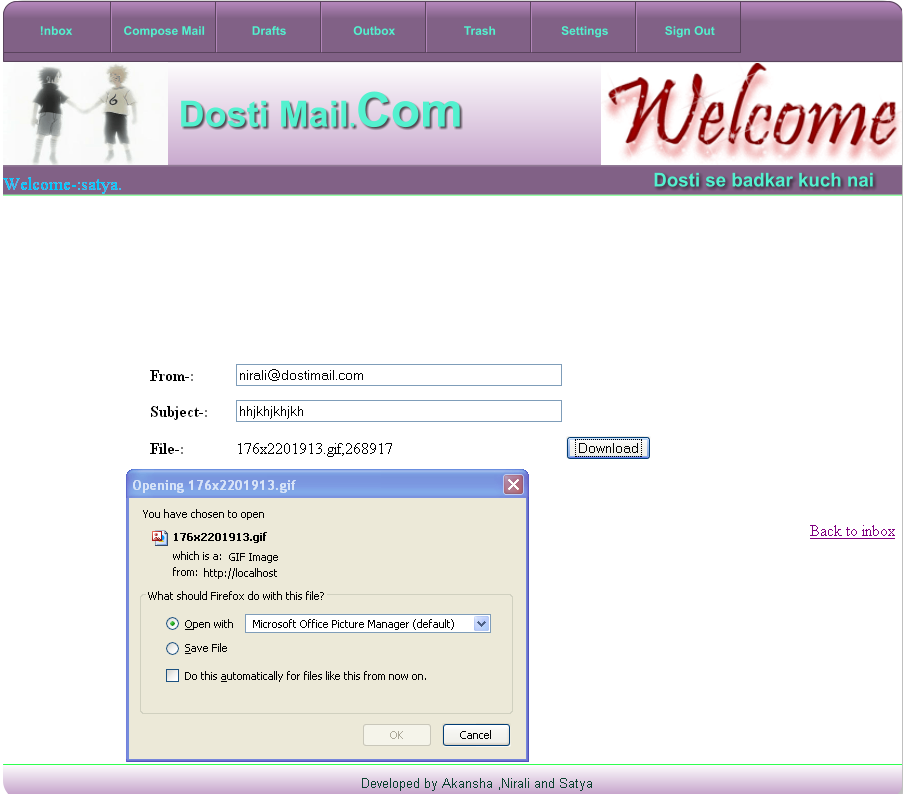 !nbox Compose Mail Drafts Outbox Trash Settings Sign Out
6
Dosti Mail.Com
Welcome
Welcome-:satya.
Dosti se badkar kuch nai
From-: nirali@dostimail.com
Subject-: hhjkhjkhjkh
File-: 176x2201913.gif,268917 Download
Opening 176x2201913.gif
You have chosen to open
176x2201913.gif
which is a: GIF Image
from: http://localhost
What should Firefox do with this file?
Open with Microsoft Office Picture Manager (default)
Save File
Do this automatically for files like this from now on.
OK Cancel
Back to inbox
Developed by Akansha ,Nirali and Satya